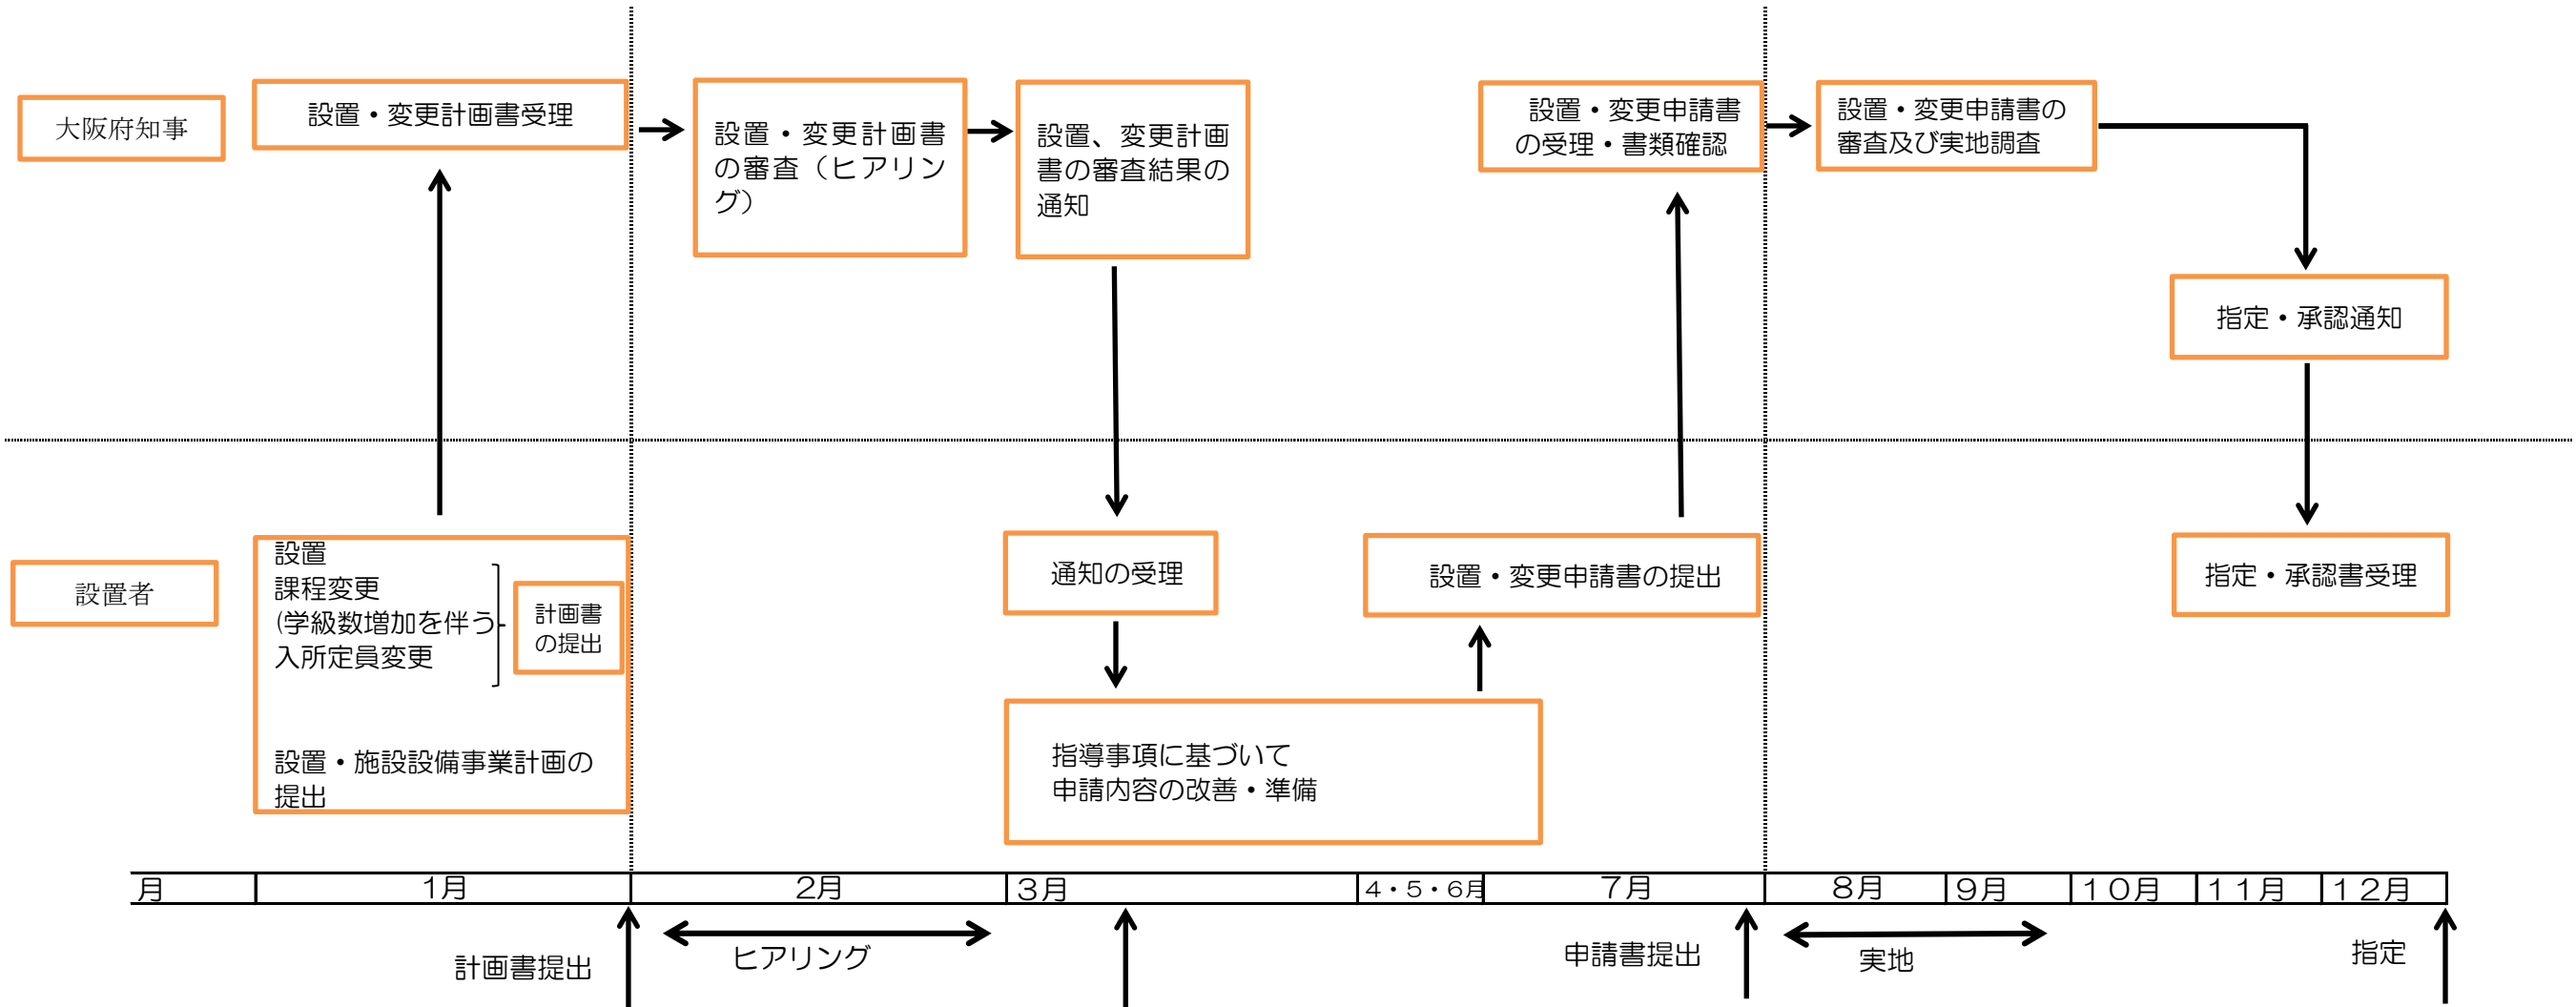 大阪府知事
設置・変更計画書受理
設置・変更計画書
の審査（ヒアリン
グ）
設置、変更計画
書の審査結果の
通知
設置・変更申請書
の受理・書類確認
設置・変更申請書の
審査及び実地調査
指定・承認通知
設置者
設置
課程変更
(学級数増加を伴う
入所定員変更
計画書
の提出
設置・施設設備事業計画の
提出
通知の受理
指導事項に基づいて
申請内容の改善・準備
設置・変更申請書の提出
指定・承認書受理
月
1月
2月
3月
4・5・6月
7月
8月
9月
10月
11月
12月
計画書提出
ヒアリング
申請書提出
実地
指定